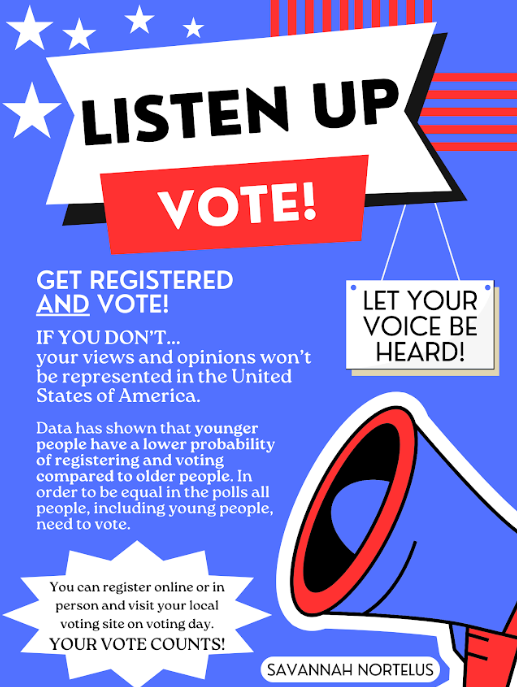 LISTEN UP
VOTE!
GET REGISTERED
AND VOTE!
LET YOUR
VOICE BE
HEARD!
IF YOU DON'T...
your views and opinions won't
be represented in the United
States of America.
Data has shown that younger
people have a lower probability
of registering and voting
compared to older people. In
order to be equal in the polls all
people, including young people,
need to vote.
You can register online or in
person and visit your local
voting site on voting day.
YOUR VOTE COUNTS!
SAVANNAH NORTELUS